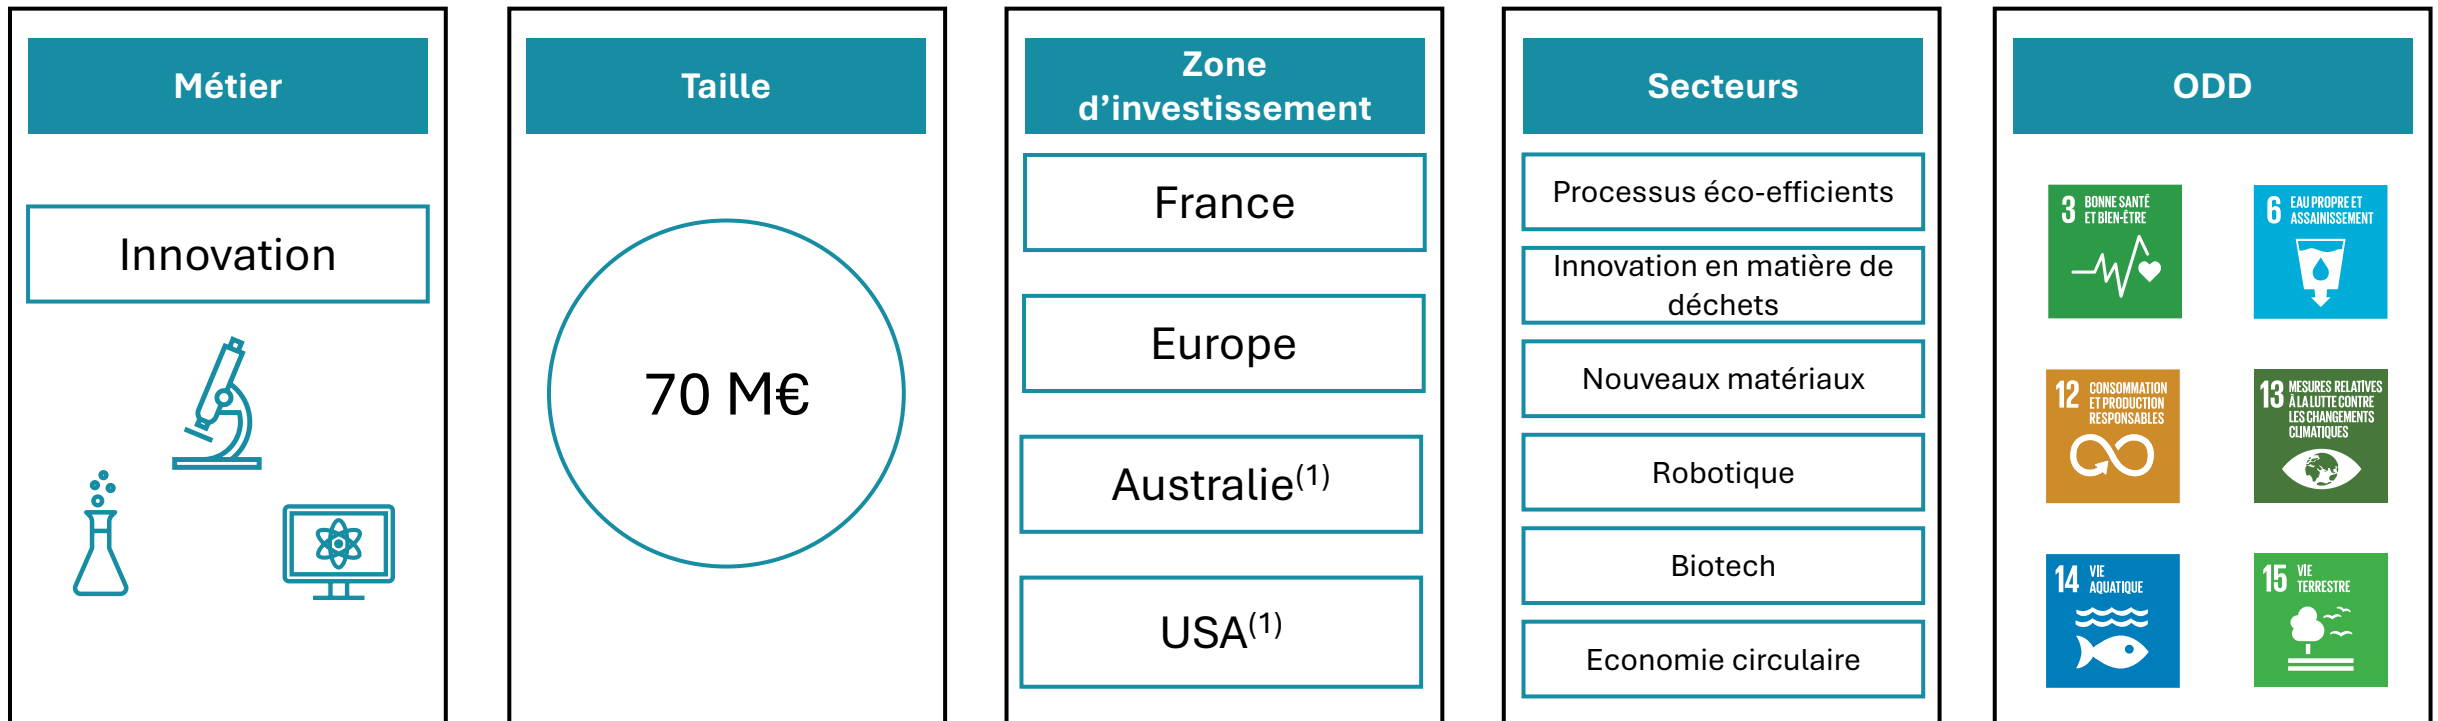 Métier
Innovation
Taille
70 M€
Zone
d’investissement
France
Europe
Australie(1)
USA(1)
Secteurs
Processus éco-efficients
Innovation en matière de
déchets
Nouveaux matériaux
Robotique
Biotech
Economie circulaire
ODD
3 BONNE SANTÉ
ET BIEN-ÊTRE
6 EAU PROPRE ET
ASSAINISSEMENT
12 CONSOMMATION
ET PRODUCTION
RESPONSABLES
13 MESURES RELATIVES
À LA LUTTE CONTRE
LES CHANGEMENTS
CLIMATIQUES
14 VIE
AQUATIQUE
15 VIE
TERRESTRE